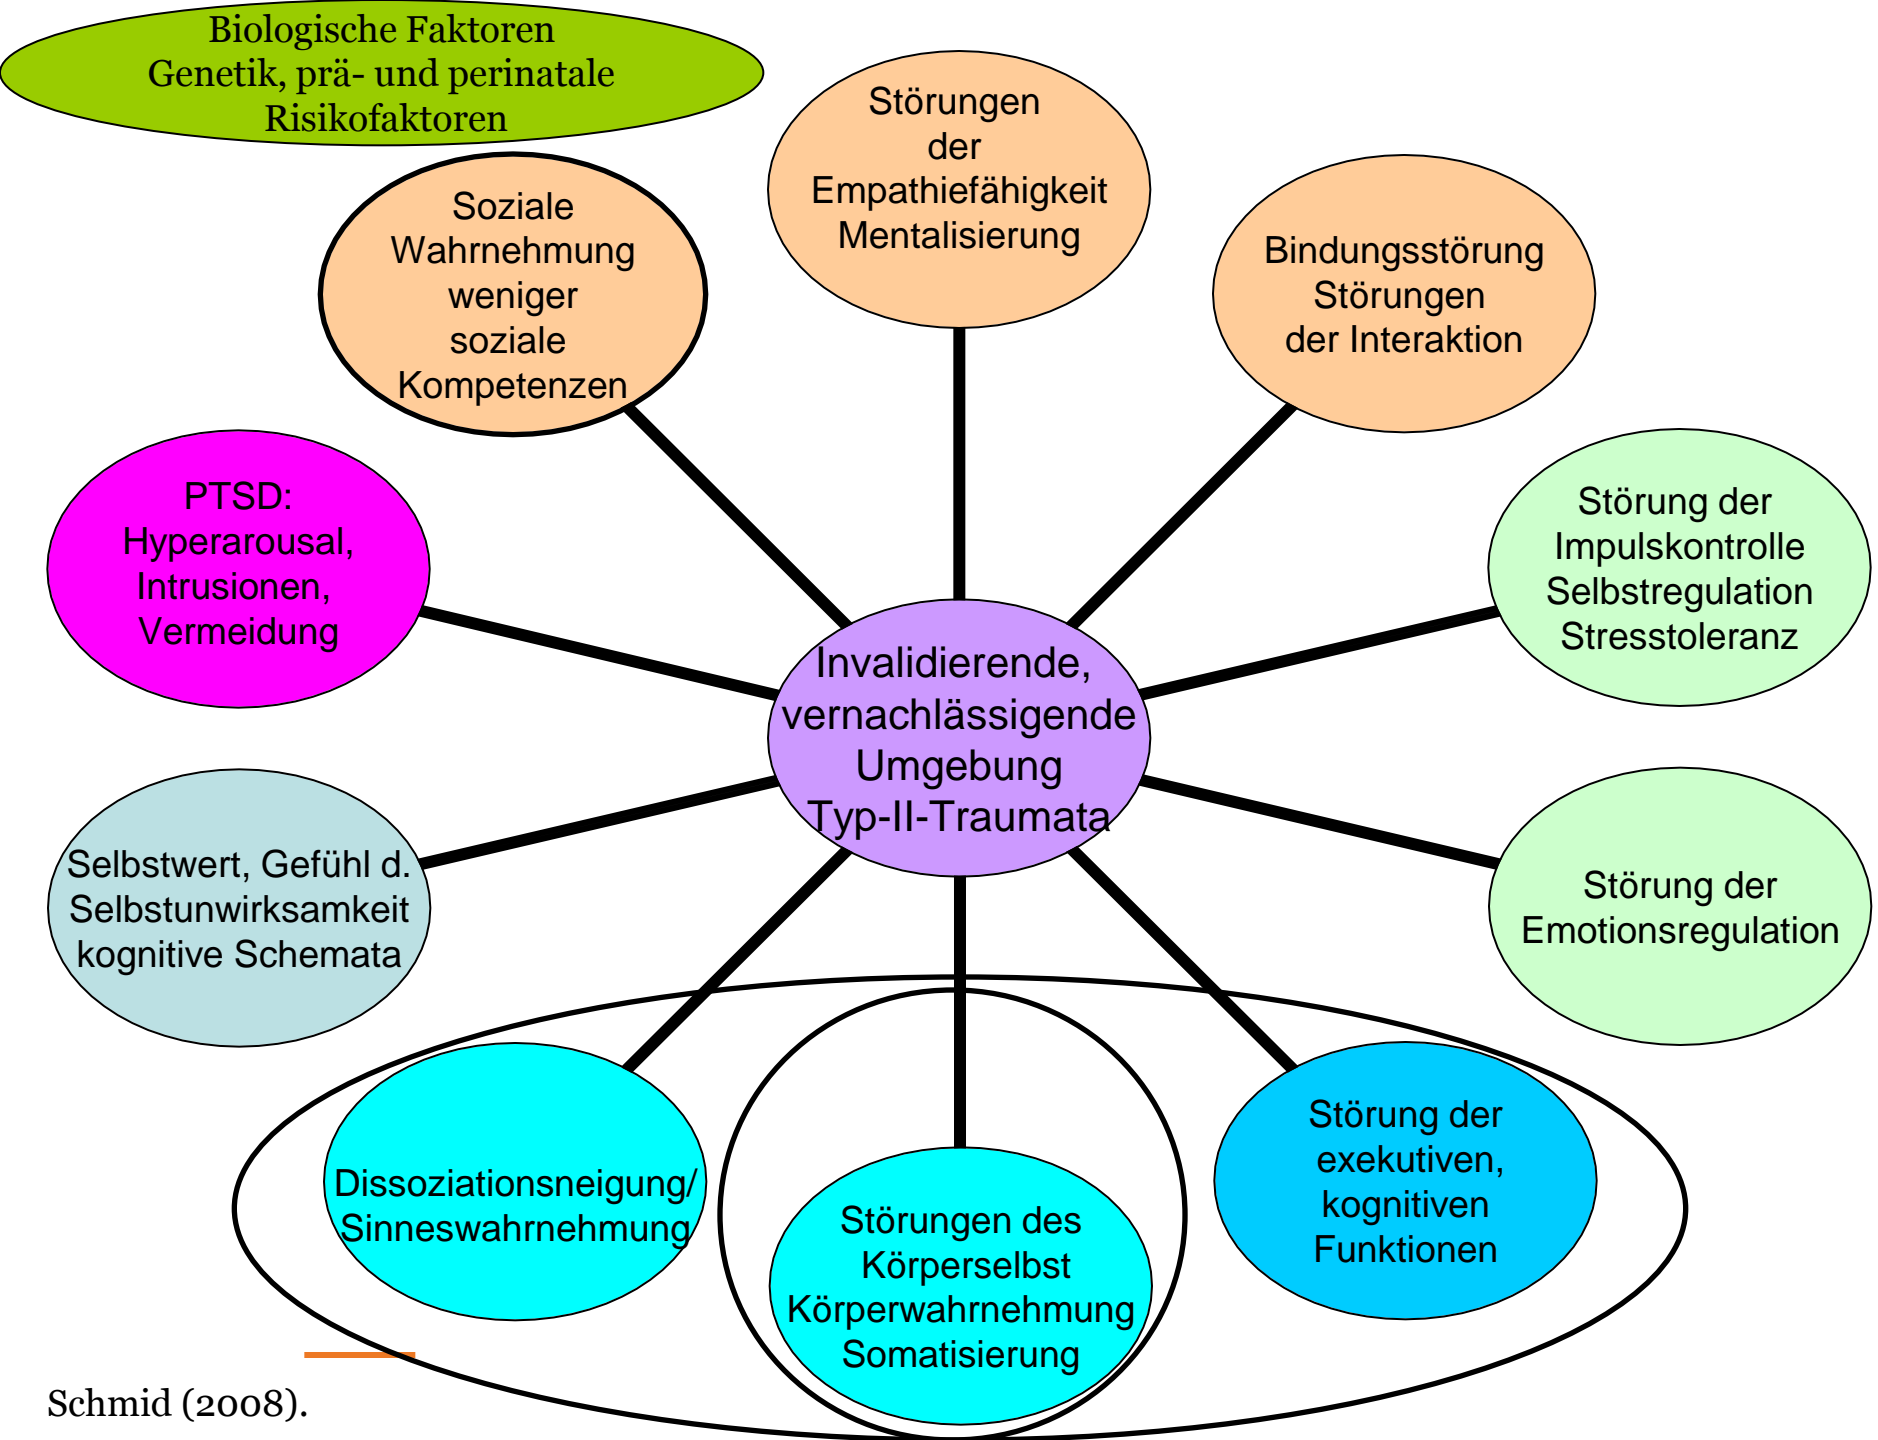 Biologische Faktoren
Genetik, prä- und perinatale
Risikofaktoren
Störungen
der
Empathiefähigkeit
Mentalisierung
Soziale
Wahrnehmung
weniger
soziale
Kompetenzen
Bindungsstörung
Störungen
der Interaktion
PTSD:
Hyperarousal,
Intrusionen,
Vermeidung
Störung der
Impulskontrolle
Selbstregulation
Stresstoleranz
Invalidierende,
vernachlässigende
Umgebung
Typ-II-Traumata
Selbstwert, Gefühl d.
Selbstunwirksamkeit
kognitive Schemata
Störung der
Emotionsregulation
Dissoziationsneigung/
Sinneswahrnehmung
Störungen des
Körperselbst
Körperwahrnehmung
Somatisierung
Störung der
exekutiven,
kognitiven
Funktionen
Schmid (2008).